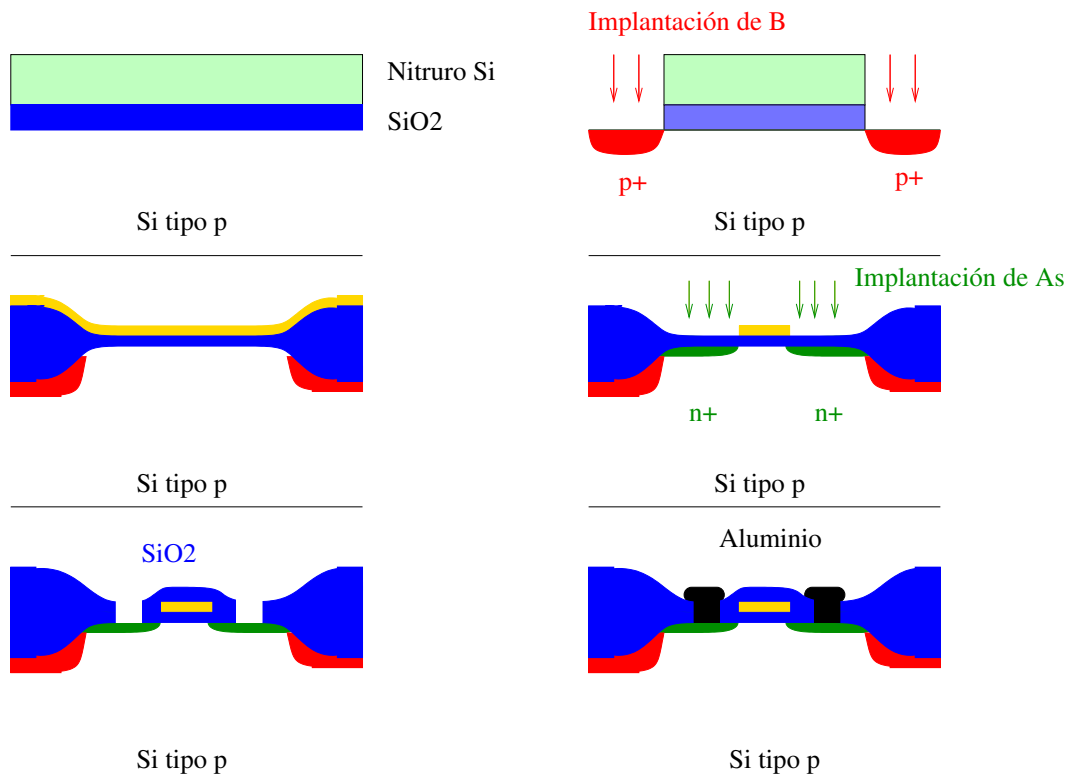 Implantación de B
Nitruro Si
SiO2
p+
p+
Si tipo p
Si tipo p
Implantación de As
n+
n+
Si tipo p
Si tipo p
SiO2
Aluminio
Si tipo p
Si tipo p